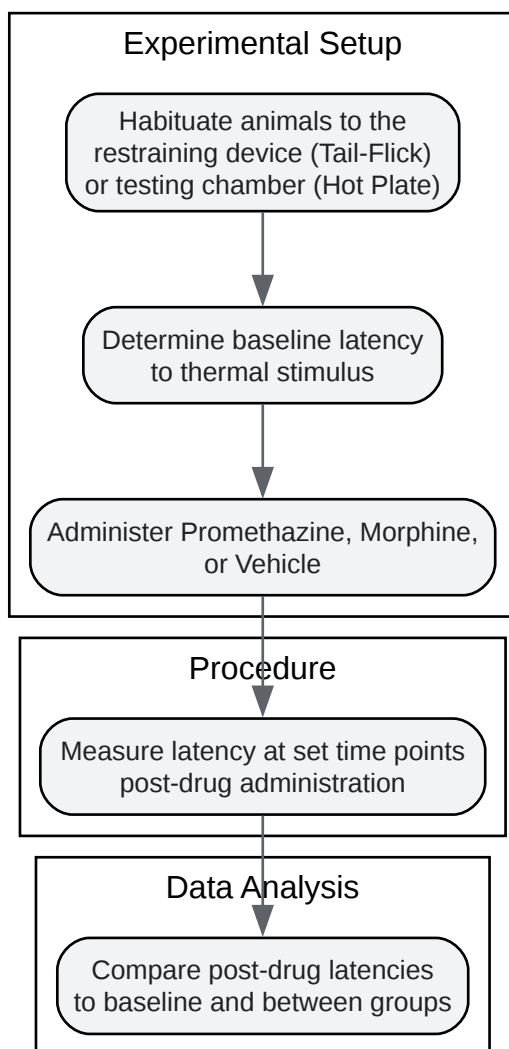 Experimental Setup
Habituate animals to the
restraining device (Tail-Flick)
or testing chamber (Hot Plate)
Determine baseline latency
to thermal stimulus
Administer Promethazine, Morphine,
or Vehicle
Procedure
Measure latency at set time points
post-drug administration
Data Analysis
Compare post-drug latencies
to baseline and between groups